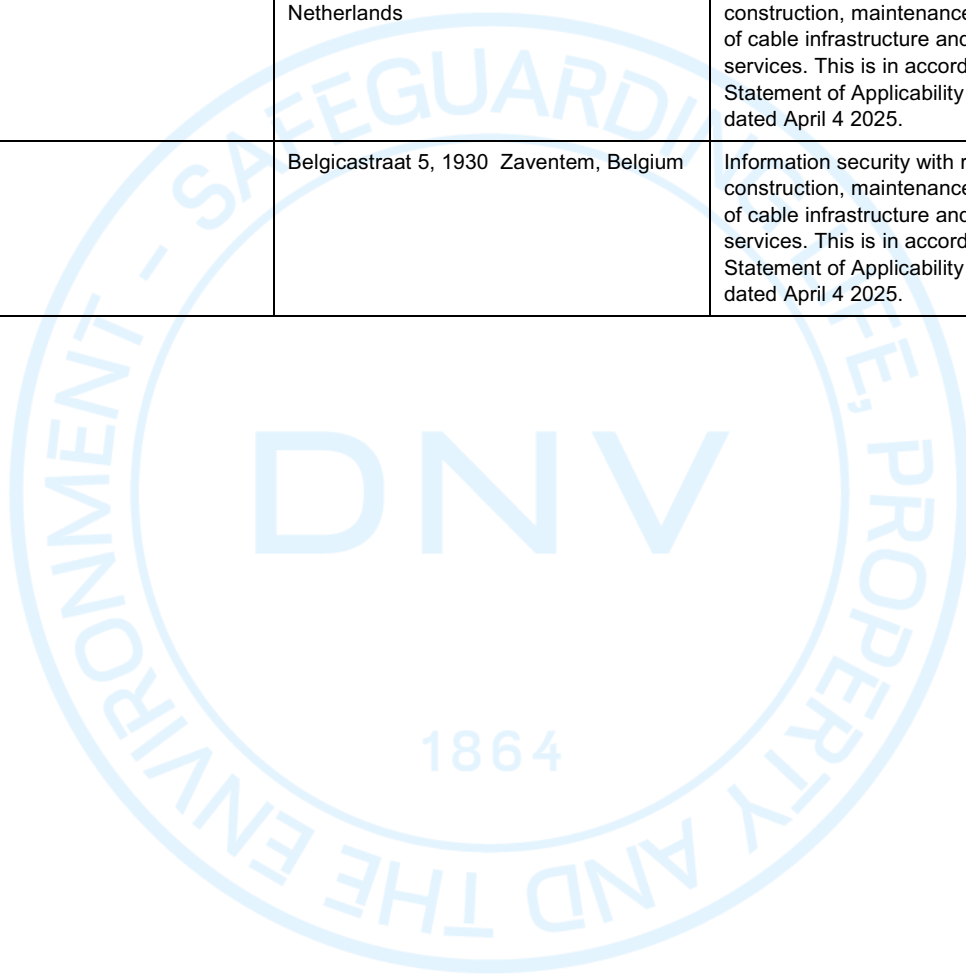 Netherlands
construction, maintenance
of cable infrastructure and
services. This is in accord
Statement of Applicability
dated April 4 2025.
Belgicastraat 5, 1930 Zaventem, Belgium
Information security with r
construction, maintenance
of cable infrastructure and
services. This is in accord
Statement of Applicability
dated April 4 2025.
SAFEGUARDING LIFE, PROPERTY AND THE ENVIRONMENT -
DNV
1864